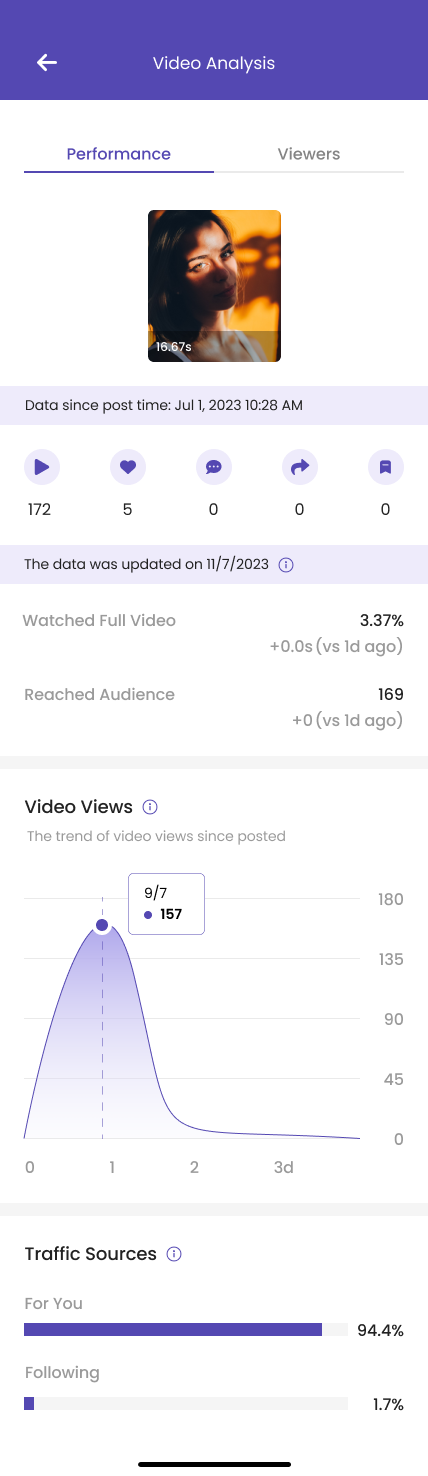 Video Analysis
Performance
Viewers
16.67s
Data since post time: Jul 1, 2023 10:28 AM
172
5
0
0
0
The data was updated on 11/7/2023
Watched Full Video
3.37%
+0.0s(vs 1d ago)
Reached Audience
169
+0(vs 1d ago)
Video Views
The trend of video views since posted
9/7
157
180
135
90
45
0
0
1
2
3d
Traffic Sources
For You
94.4%
Following
1.7%